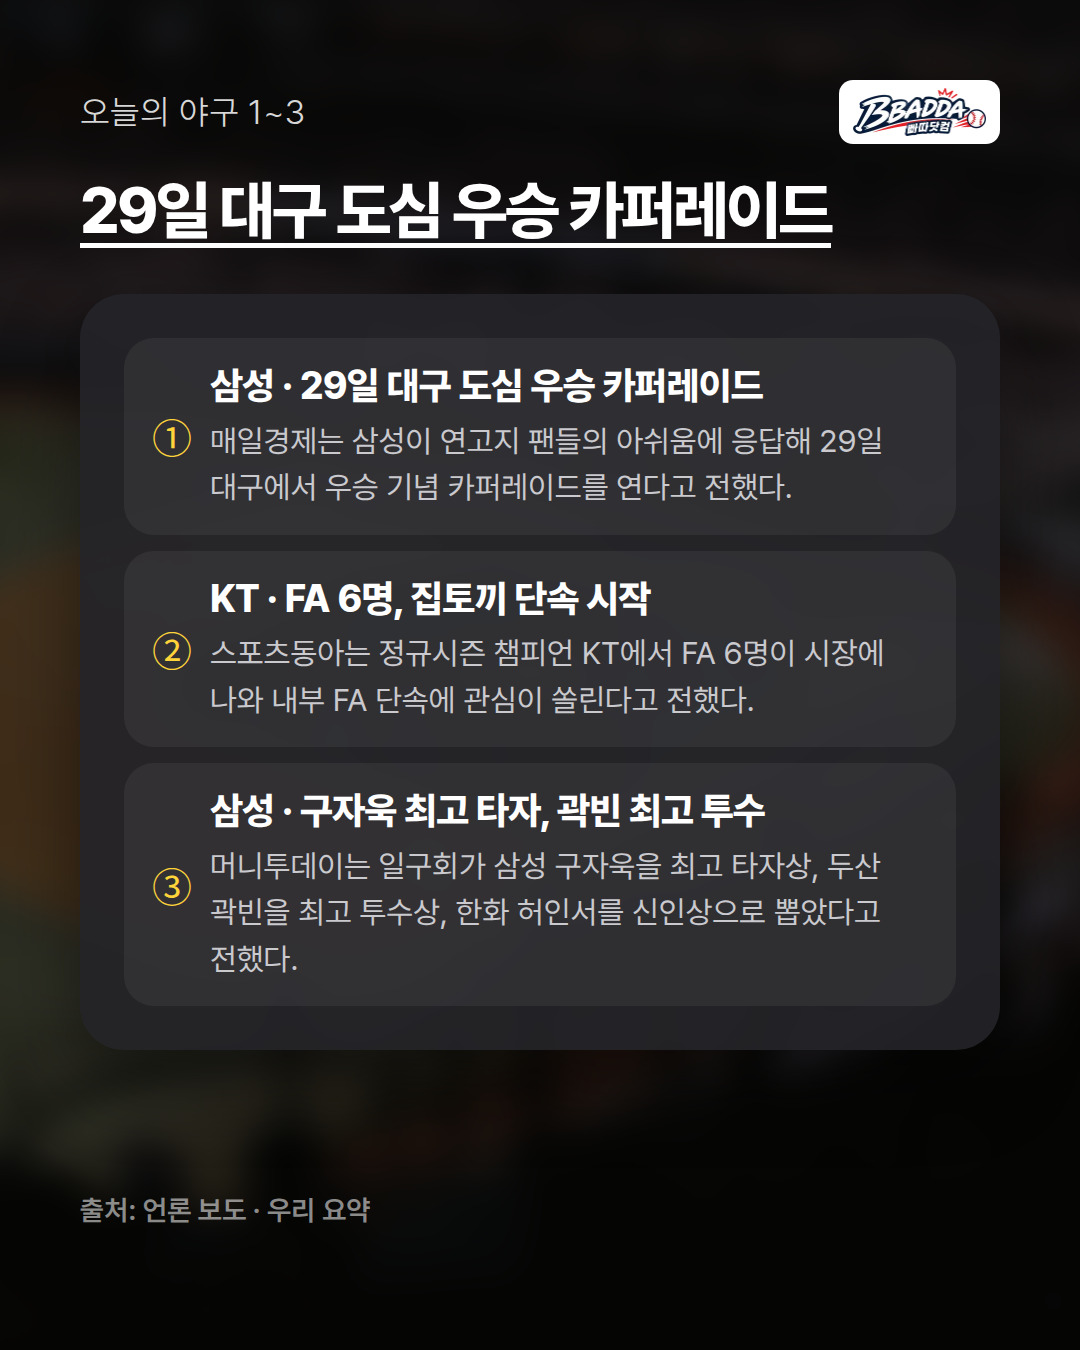 오늘의 야구 1~3
BBADDA
빠따닷컴
29일 대구 도심 우승 카퍼레이드
삼성 · 29일 대구 도심 우승 카퍼레이드
① 매일경제는 삼성이 연고지 팬들의 아쉬움에 응답해 29일
대구에서 우승 기념 카퍼레이드를 연다고 전했다.
KT · FA 6명, 집토끼 단속 시작
② 스포츠동아는 정규시즌 챔피언 KT에서 FA 6명이 시장에
나와 내부 FA 단속에 관심이 쏠린다고 전했다.
삼성 · 구자욱 최고 타자, 곽빈 최고 투수
③ 머니투데이는 일구회가 삼성 구자욱을 최고 타자상, 두산
곽빈을 최고 투수상, 한화 허인서를 신인상으로 뽑았다고
전했다.
출처: 언론 보도 · 우리 요약